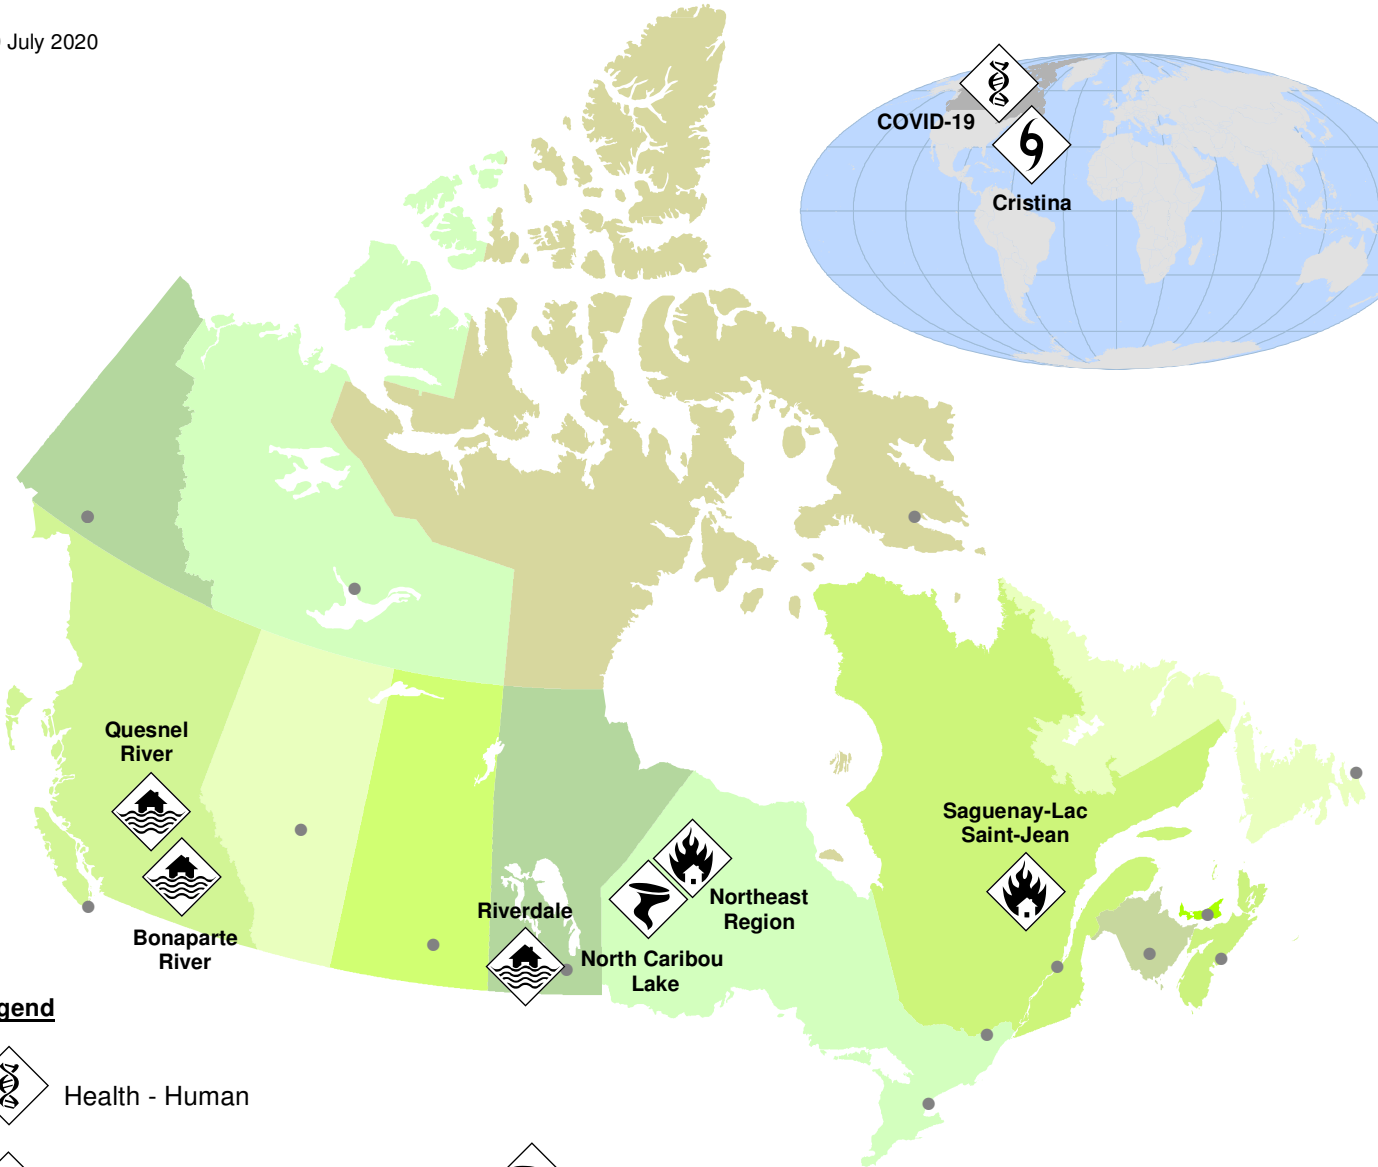 July 2020
COVID-19
Cristina
Quesnel
River
Bonaparte
River
Riverdale
Northeast
Region
North Caribou
Lake
Saguenay-Lac
Saint-Jean
gend
Health - Human